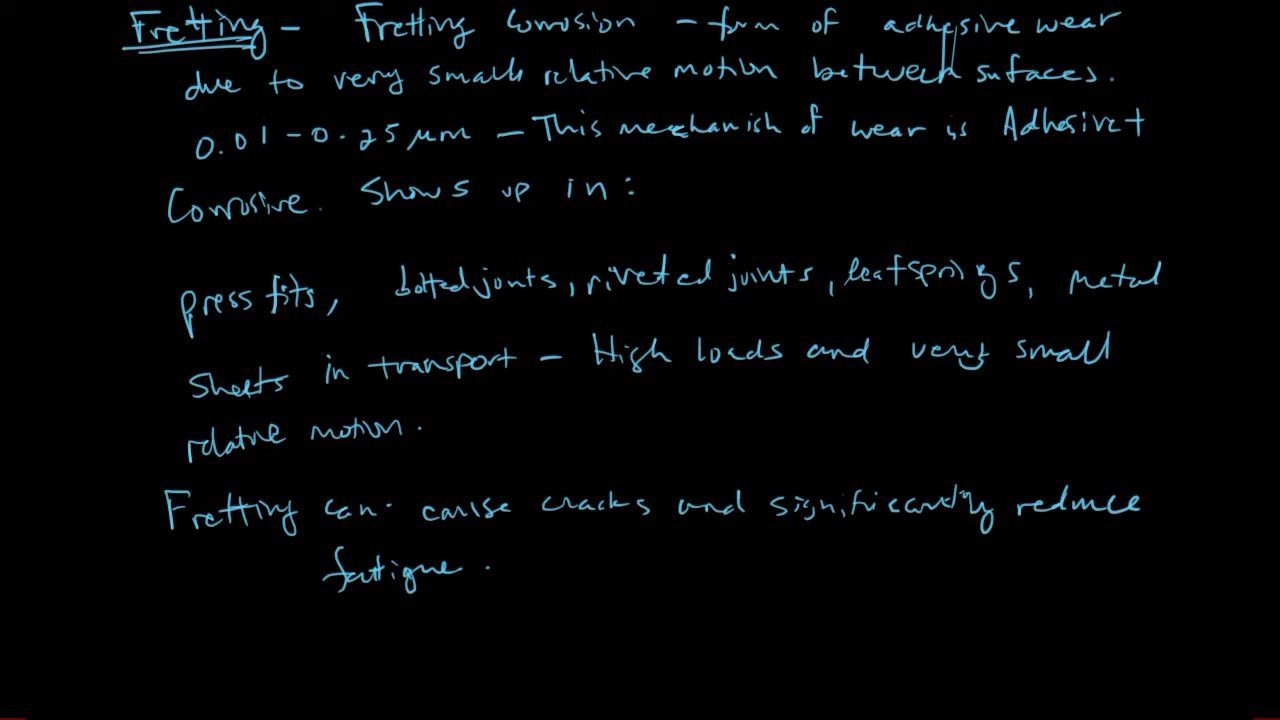 Fretting - Fretting Corrosion - form of adhesive wear
due to very small relative motion between sufaces.
0.01 - 0.25 μm - This mechanish of wear is Adhesive +
Corrosive. Shows up in:
press fits, bolted joints, riveted joints, leaf springs, metal
sheets in transport - High loads and very small
relative motion.
Fretting can cause cracks and significantly reduce
fatigue.